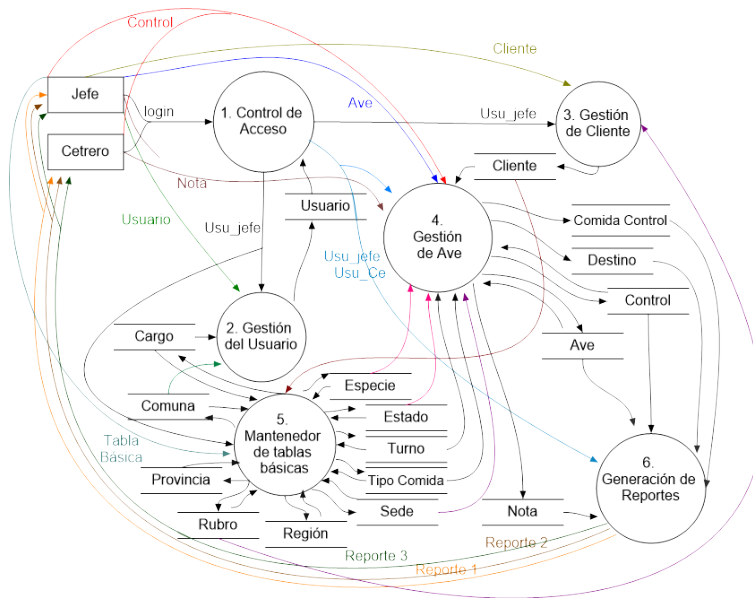 Control
Cliente
Jefe
Ave
login
1. Control de
Acceso
Usu_jefe
3. Gestión
de Cliente
Cetrero
Cliente
Nota
Usuario
Usuario
4.
Gestión
de Ave
Comida Control
Usu_jefe
Usu_jefe
Usu_Ce
Destino
Control
2. Gestión
del Usuario
Cargo
Ave
Especie
Comuna
Estado
5.
Mantenedor
de tablas
básicas
Tabla
Básica
Turno
Provincia
Tipo Comida
6.
Generación de
Reportes
Rubro
Región
Sede
Nota
Reporte 3
Reporte 2
Reporte 1